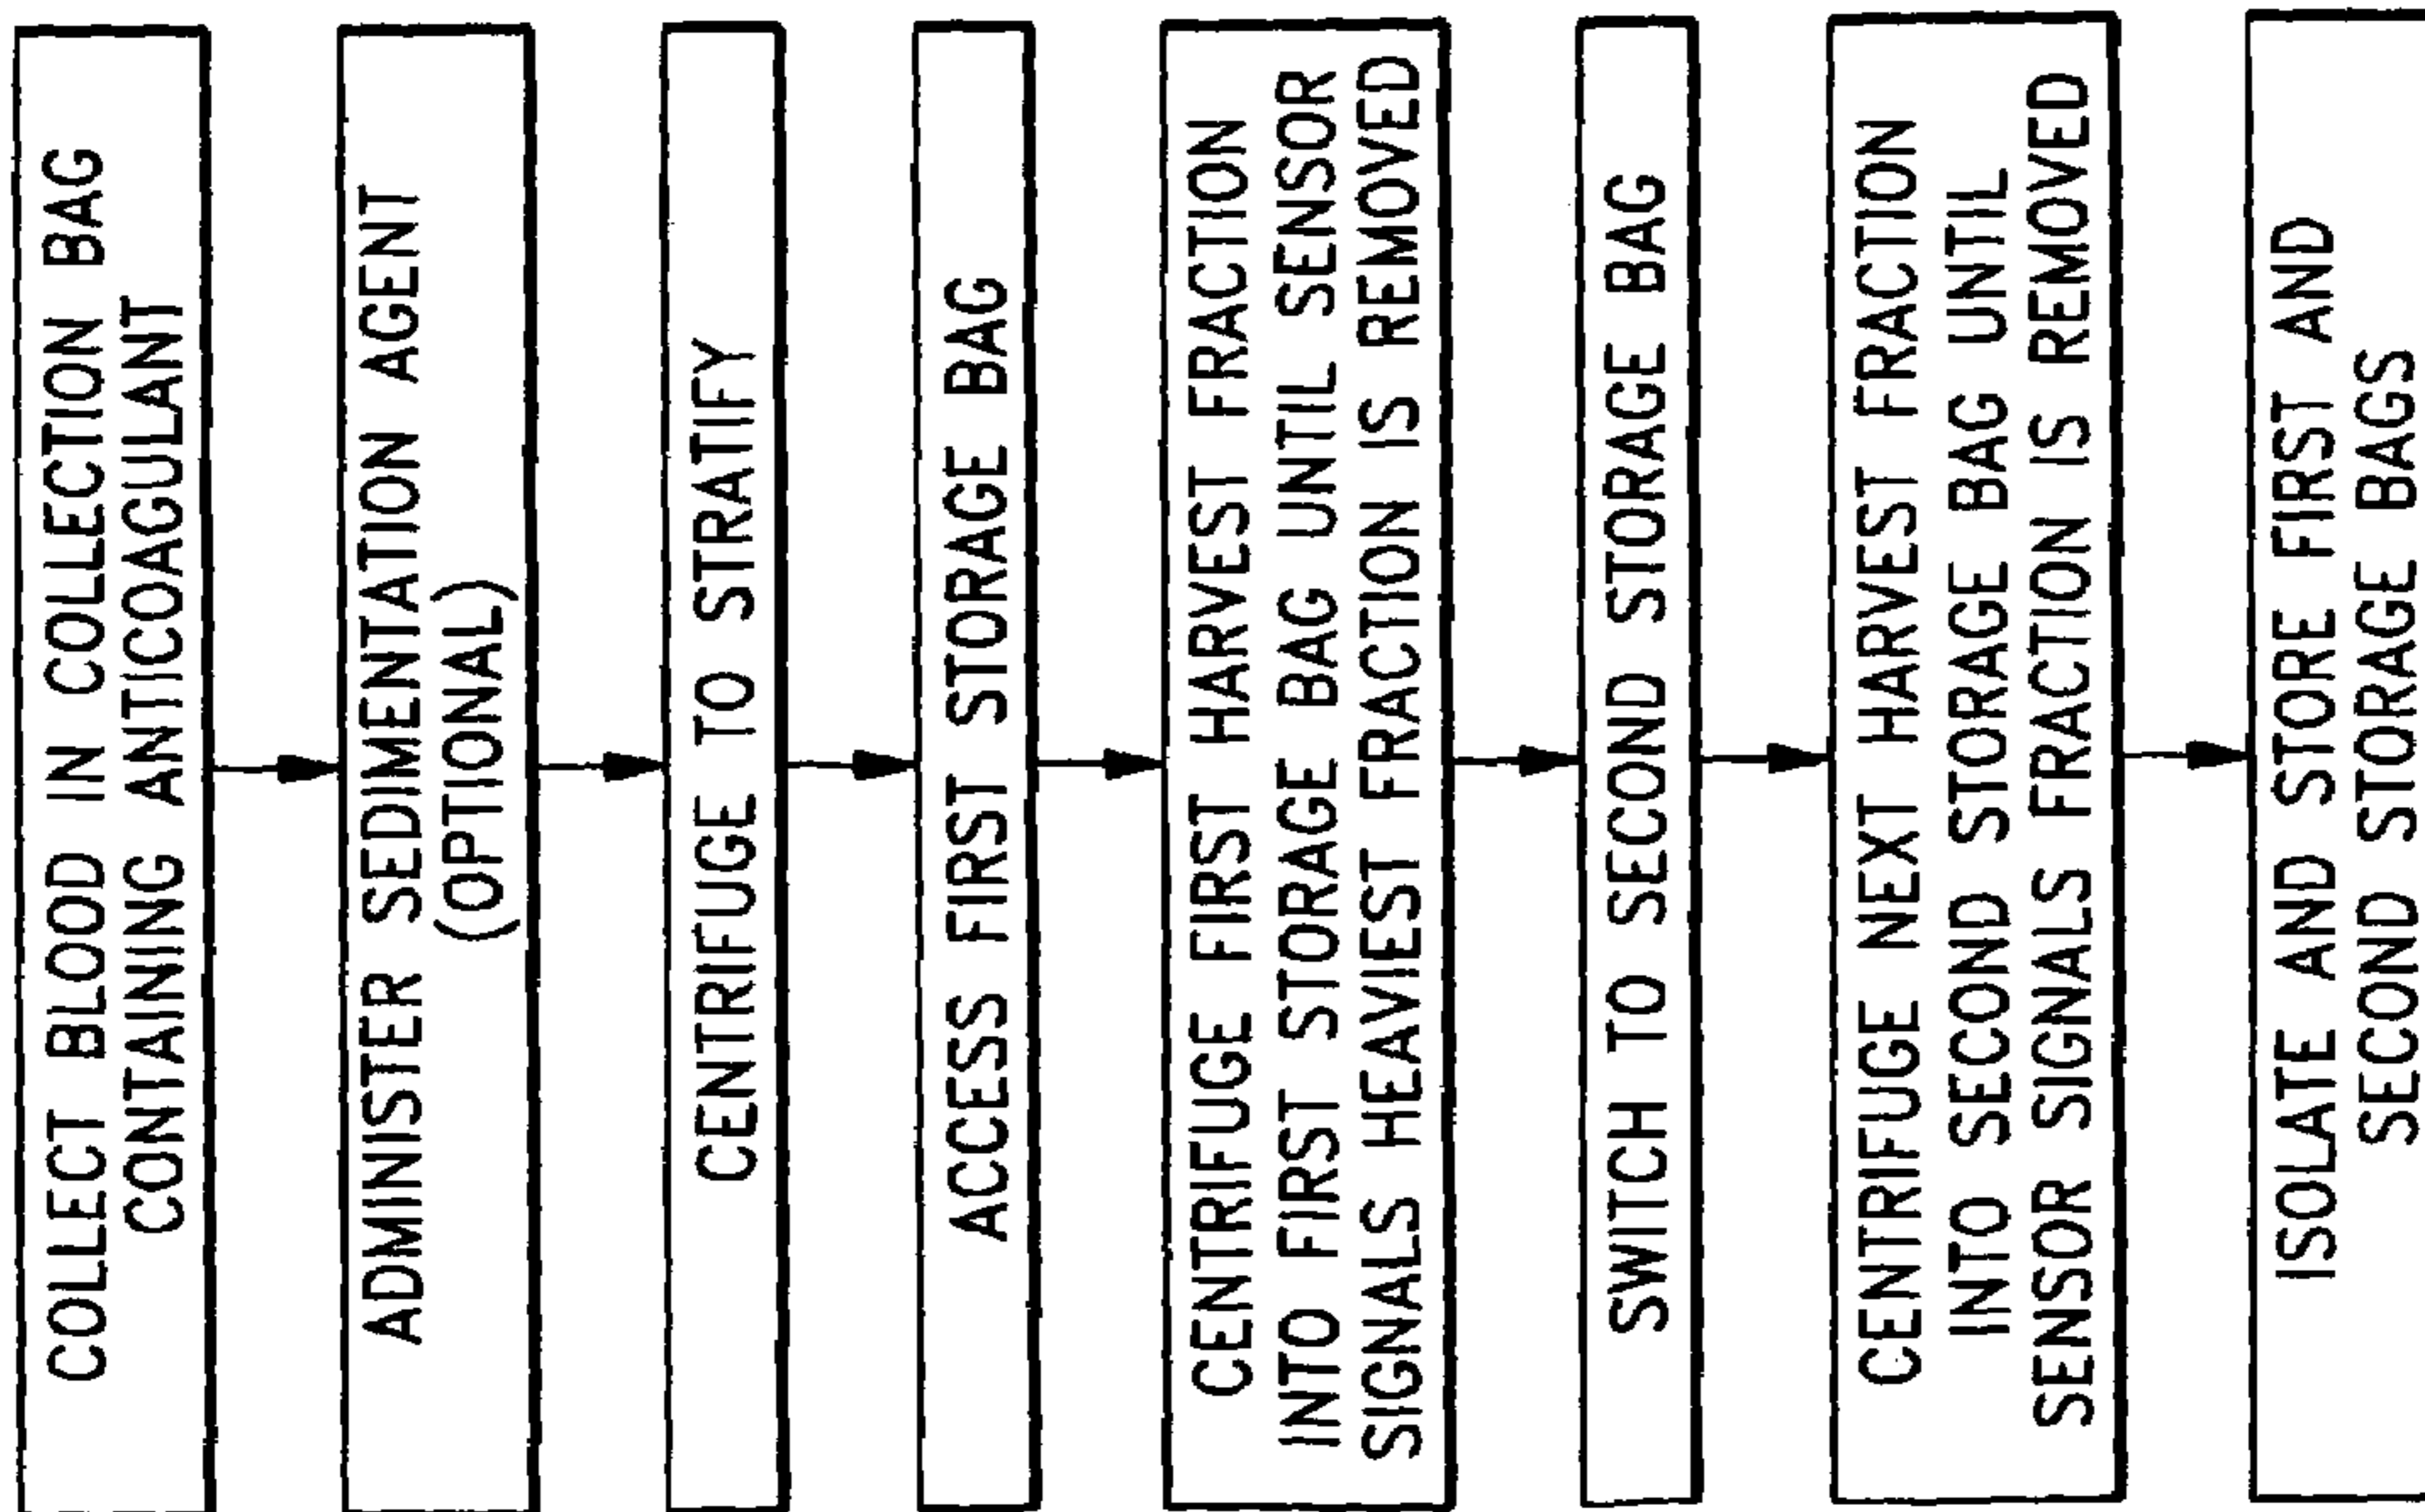 COLLECT BLOOD IN COLLECTION BAG
CONTAINING ANTICOAGULANT
ADMINISTER SEDIMENTATION AGENT
(OPTIONAL)
CENTRIFUGE TO STRATIFY
ACCESS FIRST STORAGE BAG
CENTRIFUGE FIRST HARVEST FRACTION
INTO FIRST STORAGE BAG UNTIL SENSOR
SIGNALS HEAVIEST FRACTION IS REMOVED
SWITCH TO SECOND STORAGE BAG
CENTRIFUGE NEXT HARVEST FRACTION
INTO SECOND STORAGE BAG UNTIL
SENSOR SIGNALS FRACTION IS REMOVED
ISOLATE AND STORE FIRST AND
SECOND STORAGE BAGS